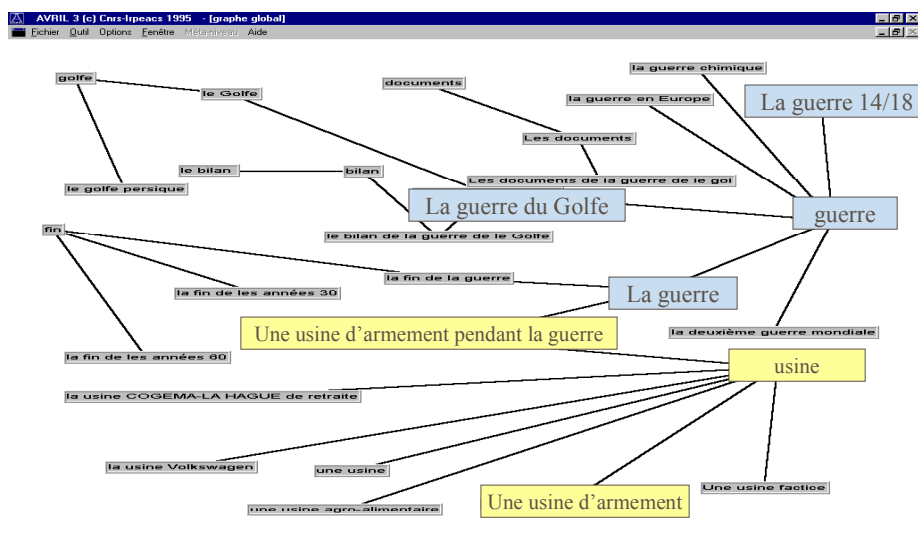 AVRIL 3 (c) Cnrs-Irpeacs 1995 - [graphe global]
Fichier Outil Options Fenêtre Méta-niveau Aide
la guerre chimique
golfe
documents
le Golfe
la guerre en Europe
La guerre 14/18
Les documents
le bilan
bilan
Les documents de la guerre de le gol
le golfe persique
La guerre du Golfe
guerre
fin
le bilan de la guerre de le Golfe
la fin de la guerre
la fin de les années 30
La guerre
Une usine d'armement pendant la guerre
la deuxième guerre mondiale
la fin de les années 60
usine
la usine COGEMA-LA HAGUE de retraite
la usine Volkswagen
une usine
Une usine d'armement
Une usine factice
une usine agro-alimentaire